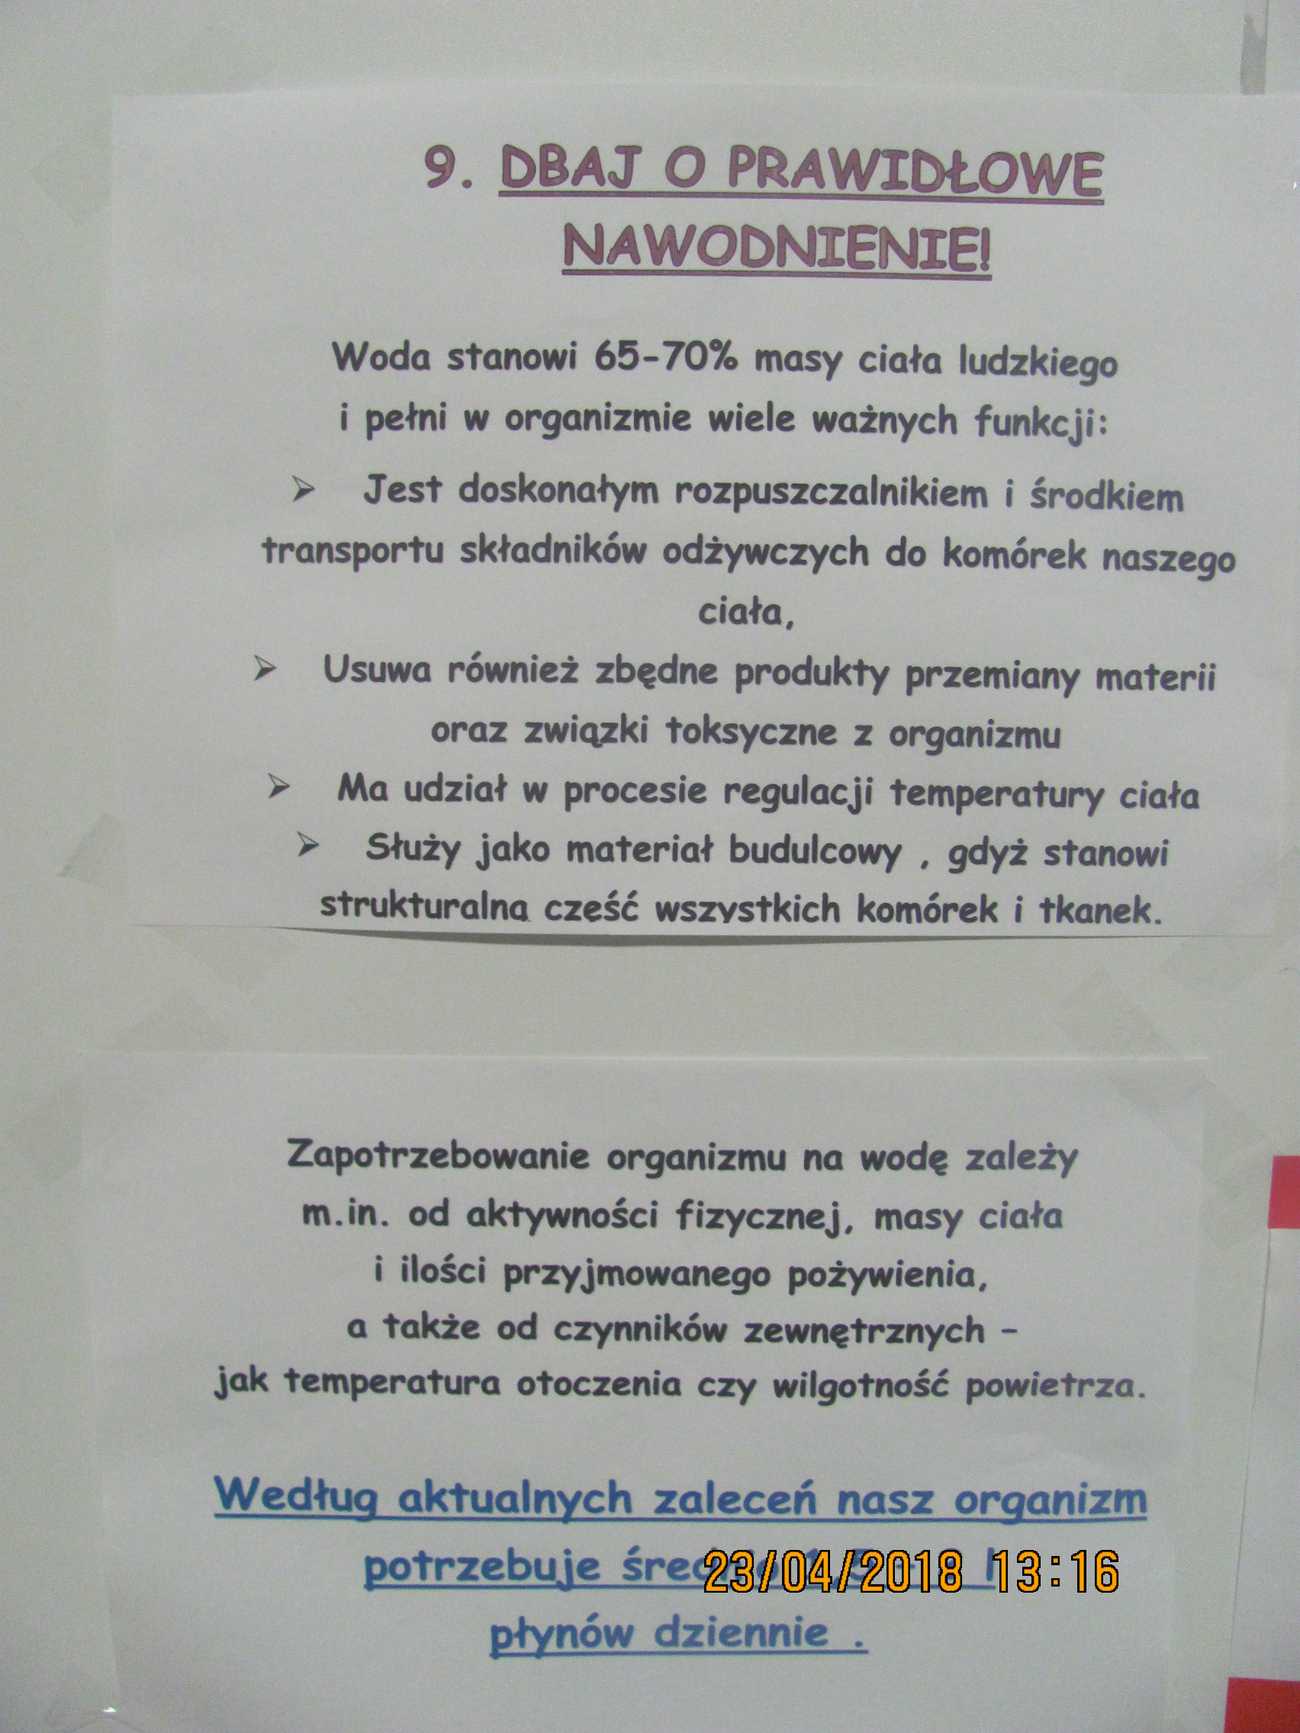 9. DBAJ O PRAWIDŁOWE
NAWODNIENIE!
Woda stanowi 65-70% masy ciała ludzkiego
i pełni w organizmie wiele ważnych funkcji:
➢ Jest doskonałym rozpuszczalnikiem i środkiem
transportu składników odżywczych do komórek naszego
ciała,
➢ Usuwa również zbędne produkty przemiany materii
oraz związki toksyczne z organizmu
➢ Ma udział w procesie regulacji temperatury ciała
➢ Służy jako materiał budulcowy , gdyż stanowi
strukturalną część wszystkich komórek i tkanek.
Zapotrzebowanie organizmu na wodę zależy
m.in. od aktywności fizycznej, masy ciała
i ilości przyjmowanego pożywienia,
a także od czynników zewnętrznych –
jak temperatura otoczenia czy wilgotność powietrza.
Według aktualnych zaleceń nasz organizm
potrzebuje średnio l
23/04/2018 13:16
płynów dziennie .